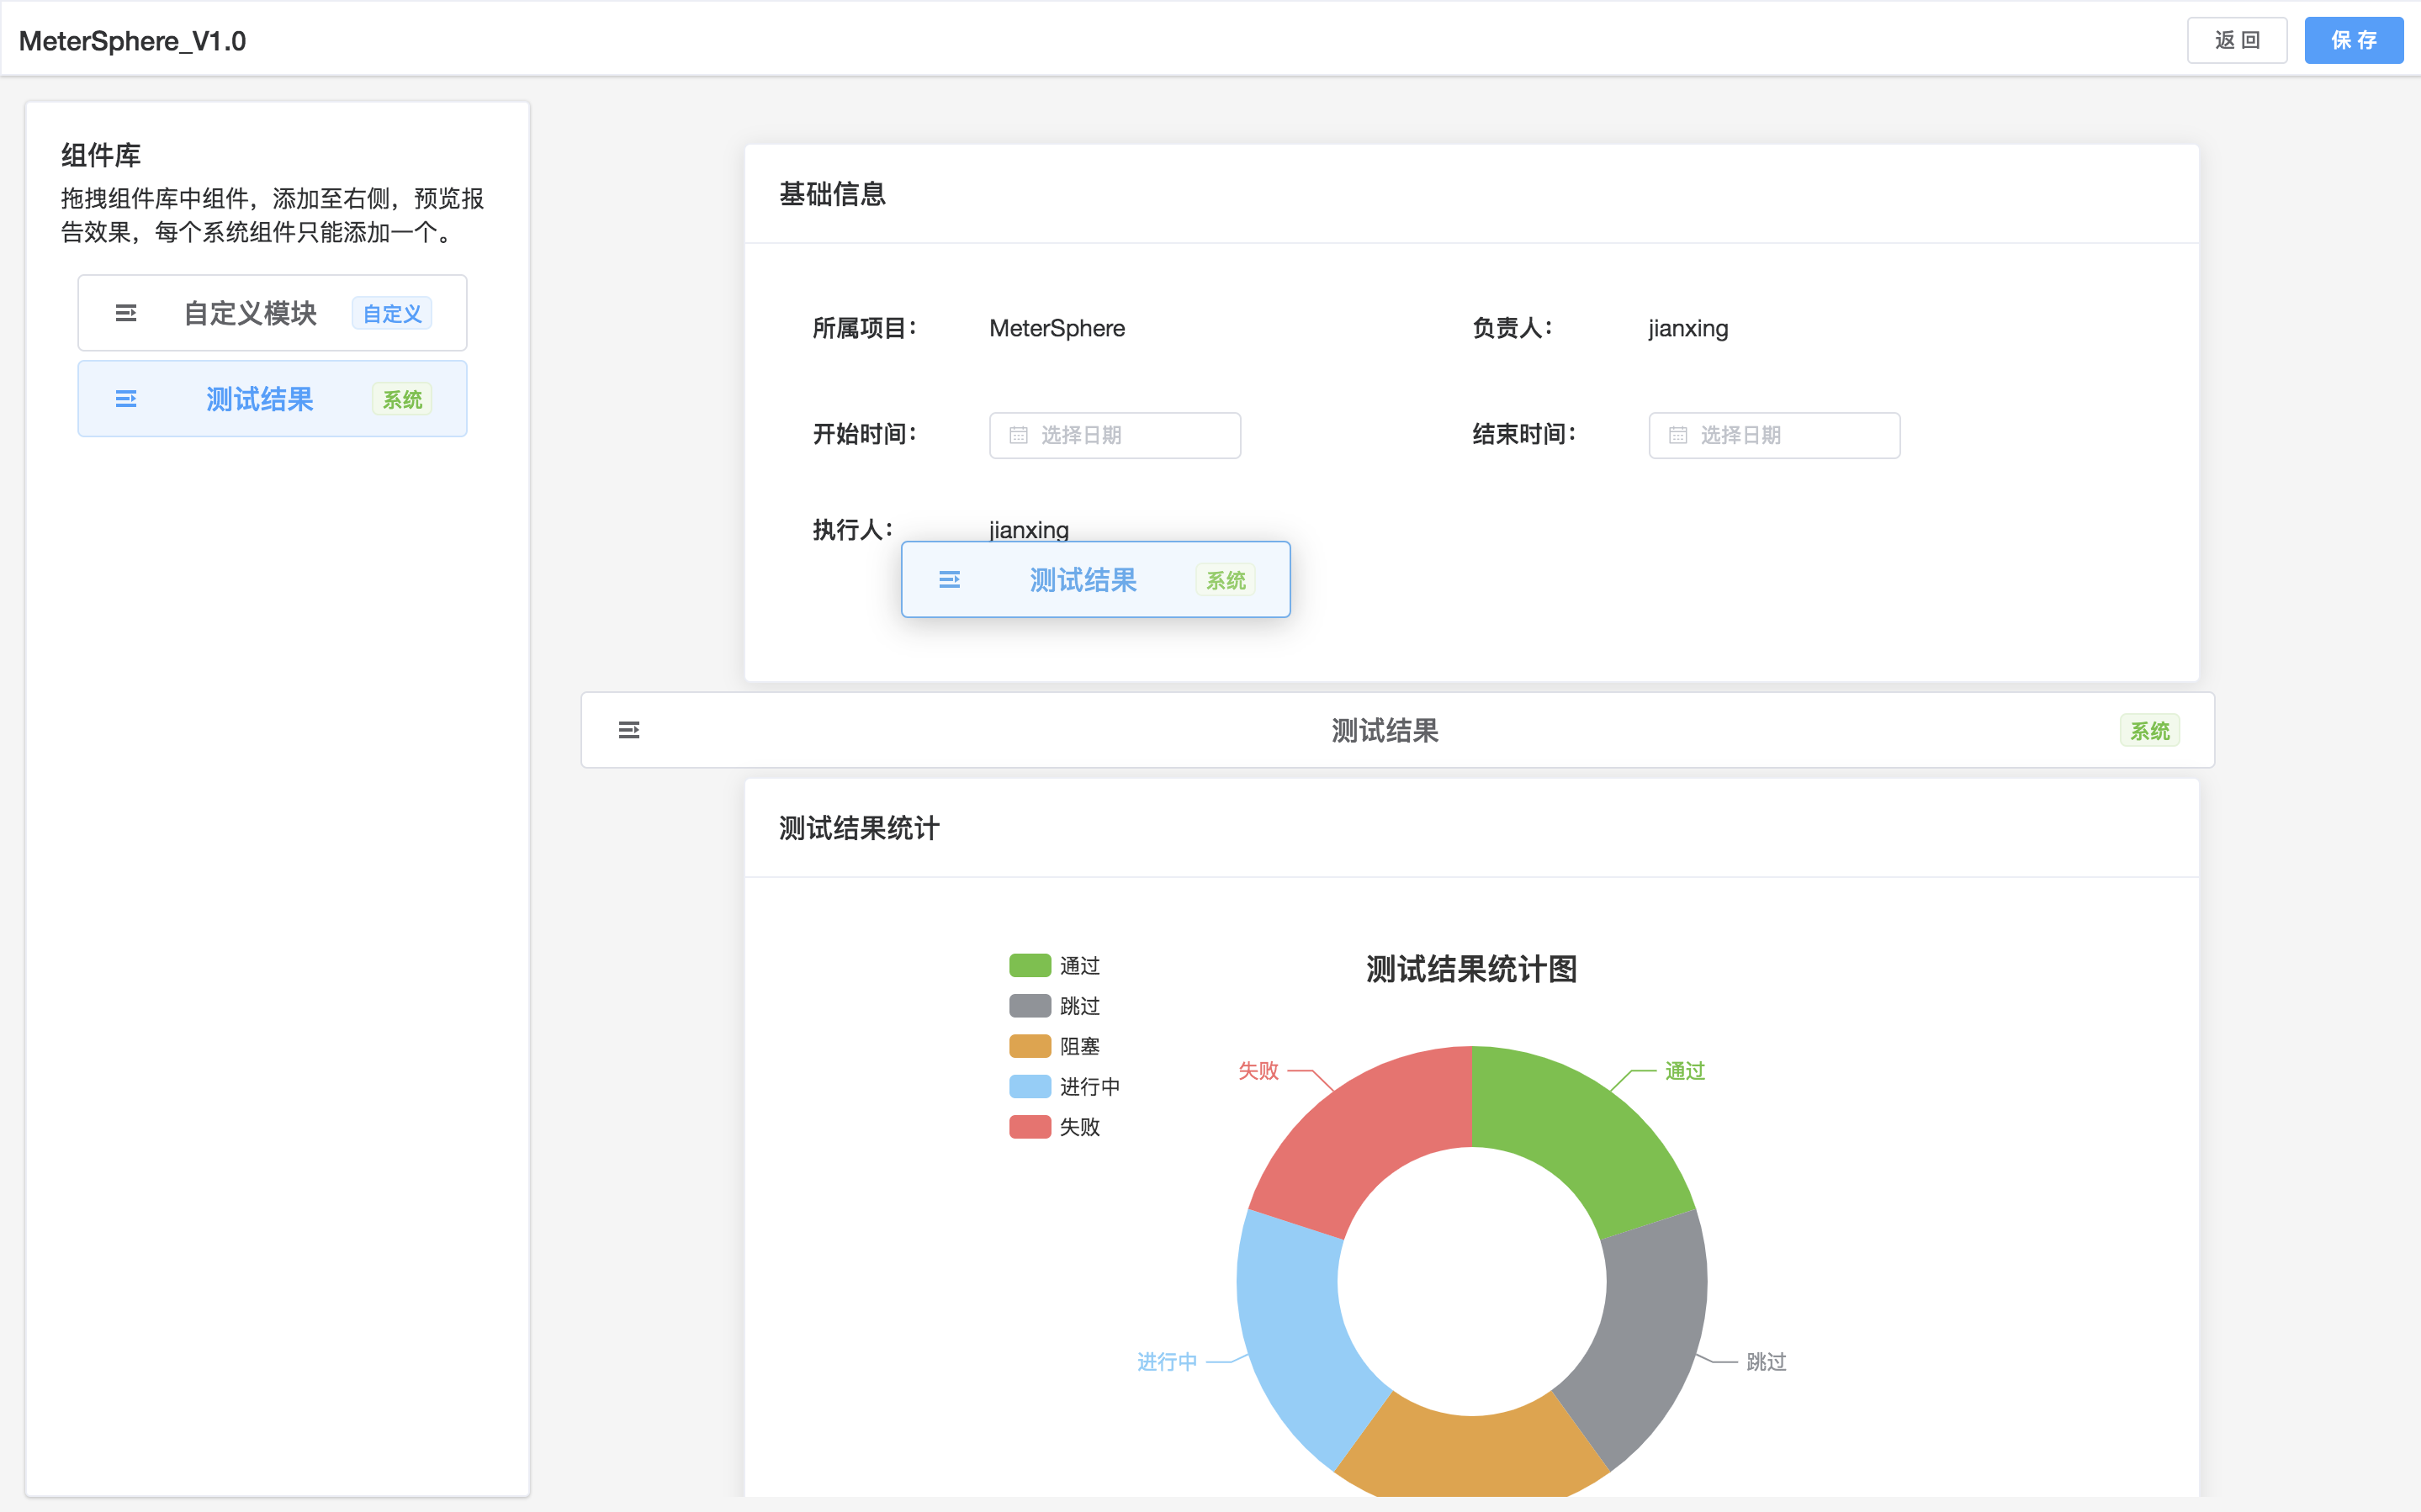 MeterSphere_V1.0
返 回
保 存
组件库
拖拽组件库中组件，添加至右侧，预览报
告效果，每个系统组件只能添加一个。
自定义模块
自定义
测试结果
系统
基础信息
所属项目：
MeterSphere
负责人：
jianxing
开始时间：
选择日期
结束时间：
选择日期
执行人：
jianxing
测试结果
系统
测试结果
系统
测试结果统计
测试结果统计图
通过
跳过
阻塞
进行中
失败
失败
通过
进行中
跳过